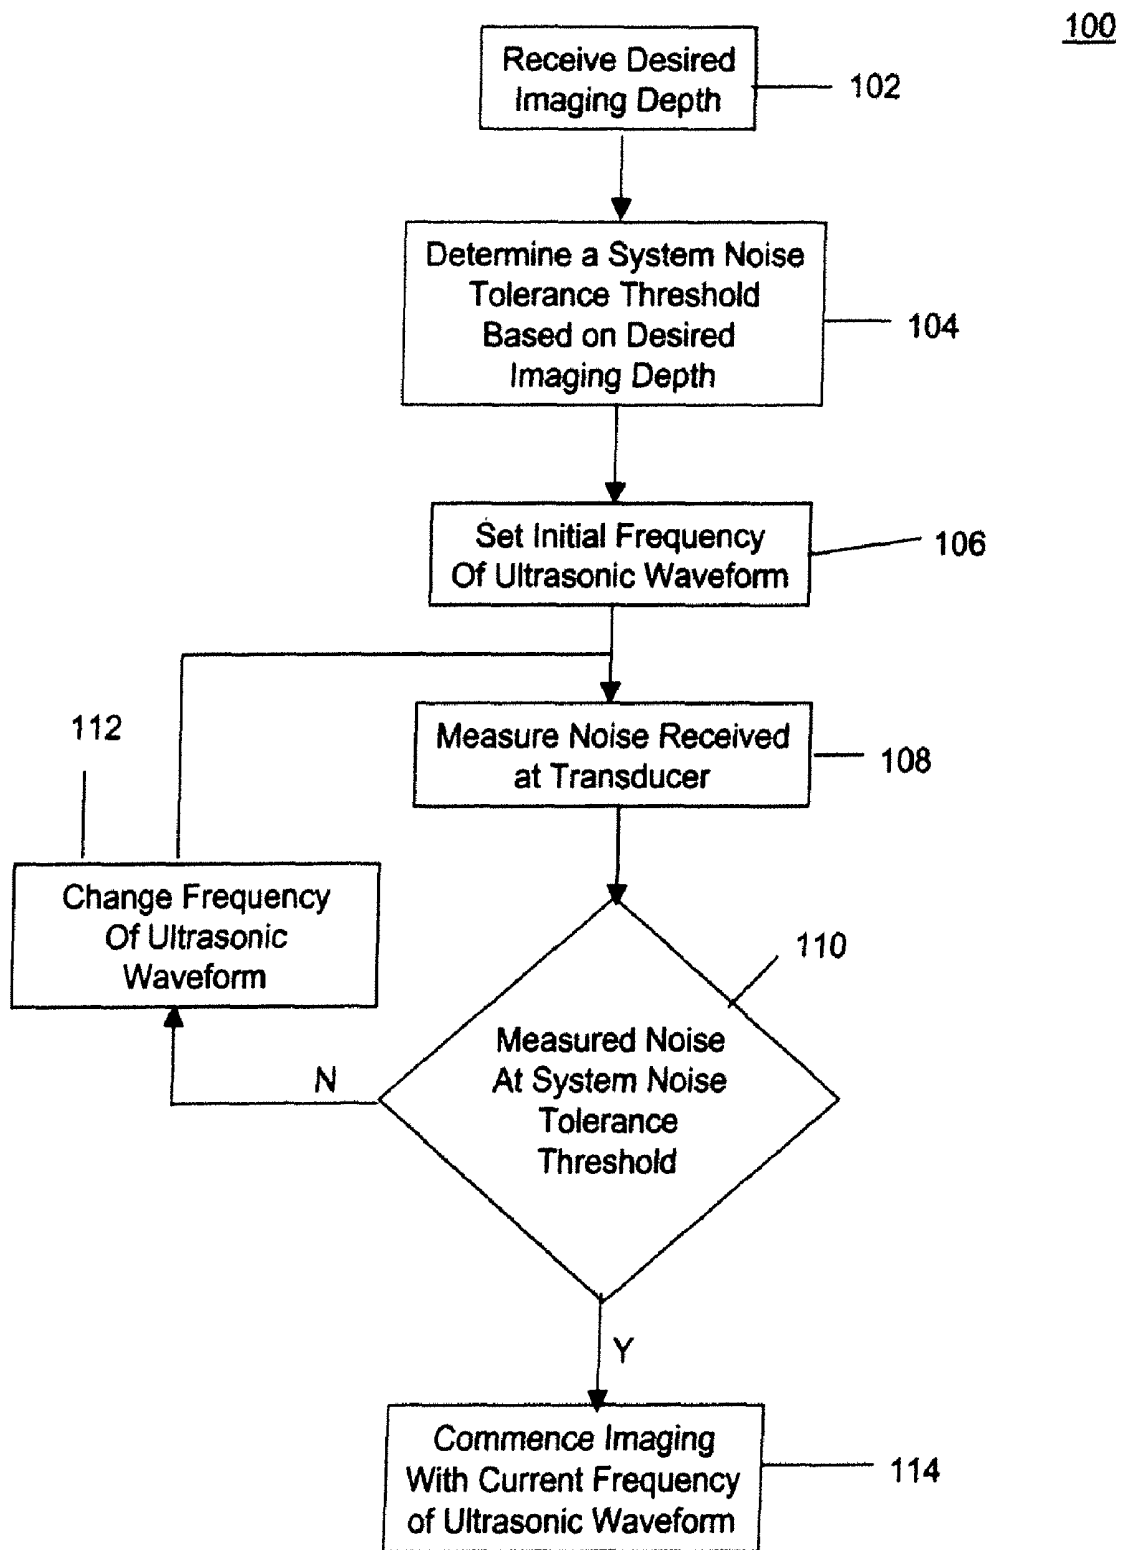 100
Receive Desired
Imaging Depth
102
Determine a System Noise
Tolerance Threshold
Based on Desired
Imaging Depth
104
Set Initial Frequency
Of Ultrasonic Waveform
106
Measure Noise Received
at Transducer
108
112
Change Frequency
Of Ultrasonic
Waveform
110
Measured Noise
At System Noise
Tolerance
Threshold
N
Y
Commence Imaging
With Current Frequency
of Ultrasonic Waveform
114